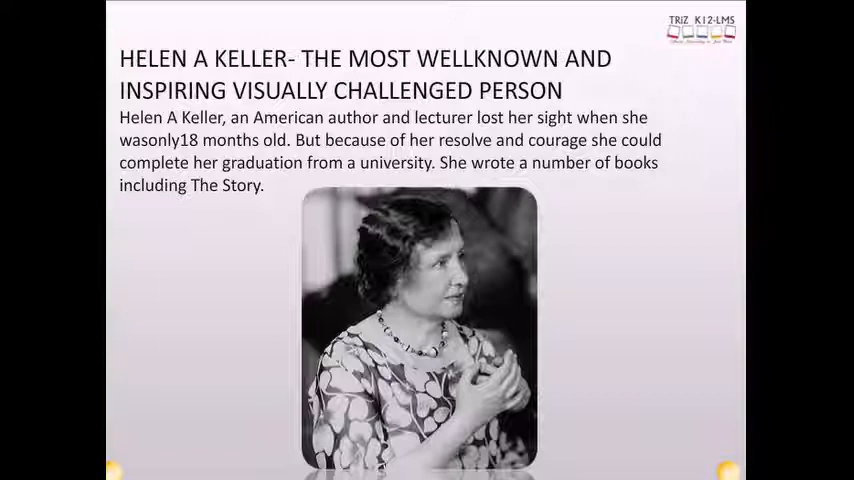 TRIZ K12-LMS
HELEN A KELLER- THE MOST WELLKNOWN AND
INSPIRING VISUALLY CHALLENGED PERSON
Helen A Keller, an American author and lecturer lost her sight when she
wasonly18 months old. But because of her resolve and courage she could
complete her graduation from a university. She wrote a number of books
including The Story.